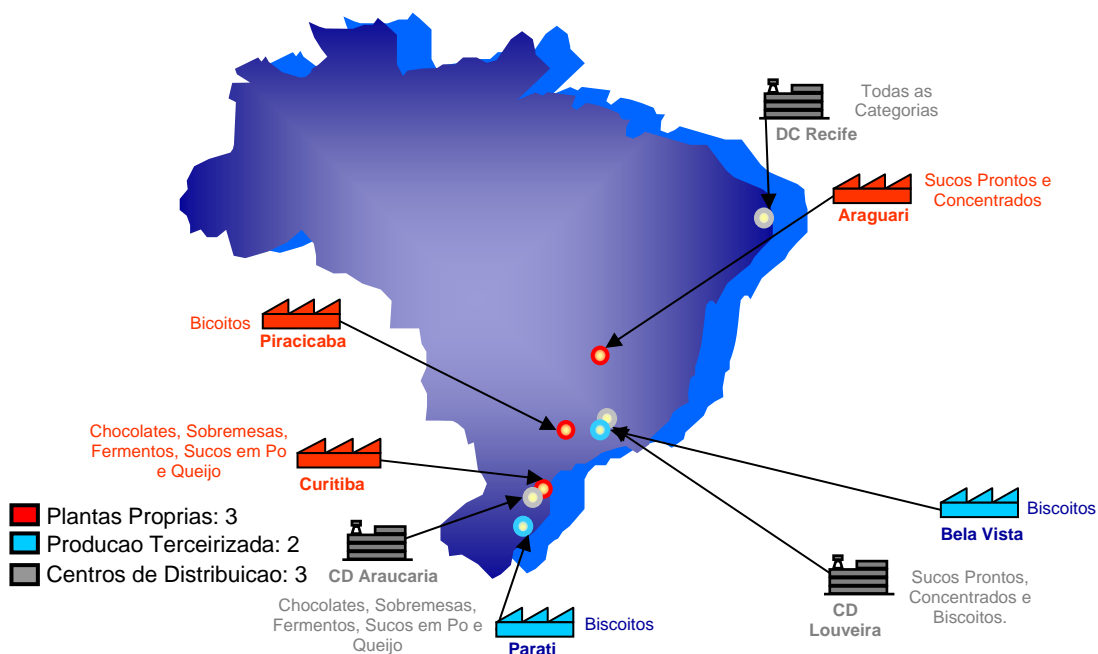 Todas as
Categorias
DC Recife
Sucos Prontos e
Concentrados
Araguari
Bicoitos
Piracicaba
Chocolates, Sobremesas,
Fermentos, Sucos em Po
e Queijo
Curitiba
Plantas Proprias: 3
Producao Terceirizada: 2
Centros de Distribuicao: 3
CD Araucaria
Chocolates, Sobremesas,
Fermentos, Sucos em Po e
Queijo
Biscoitos
Parati
Biscoitos
Bela Vista
CD
Louveira
Sucos Prontos,
Concentrados e
Biscoitos.